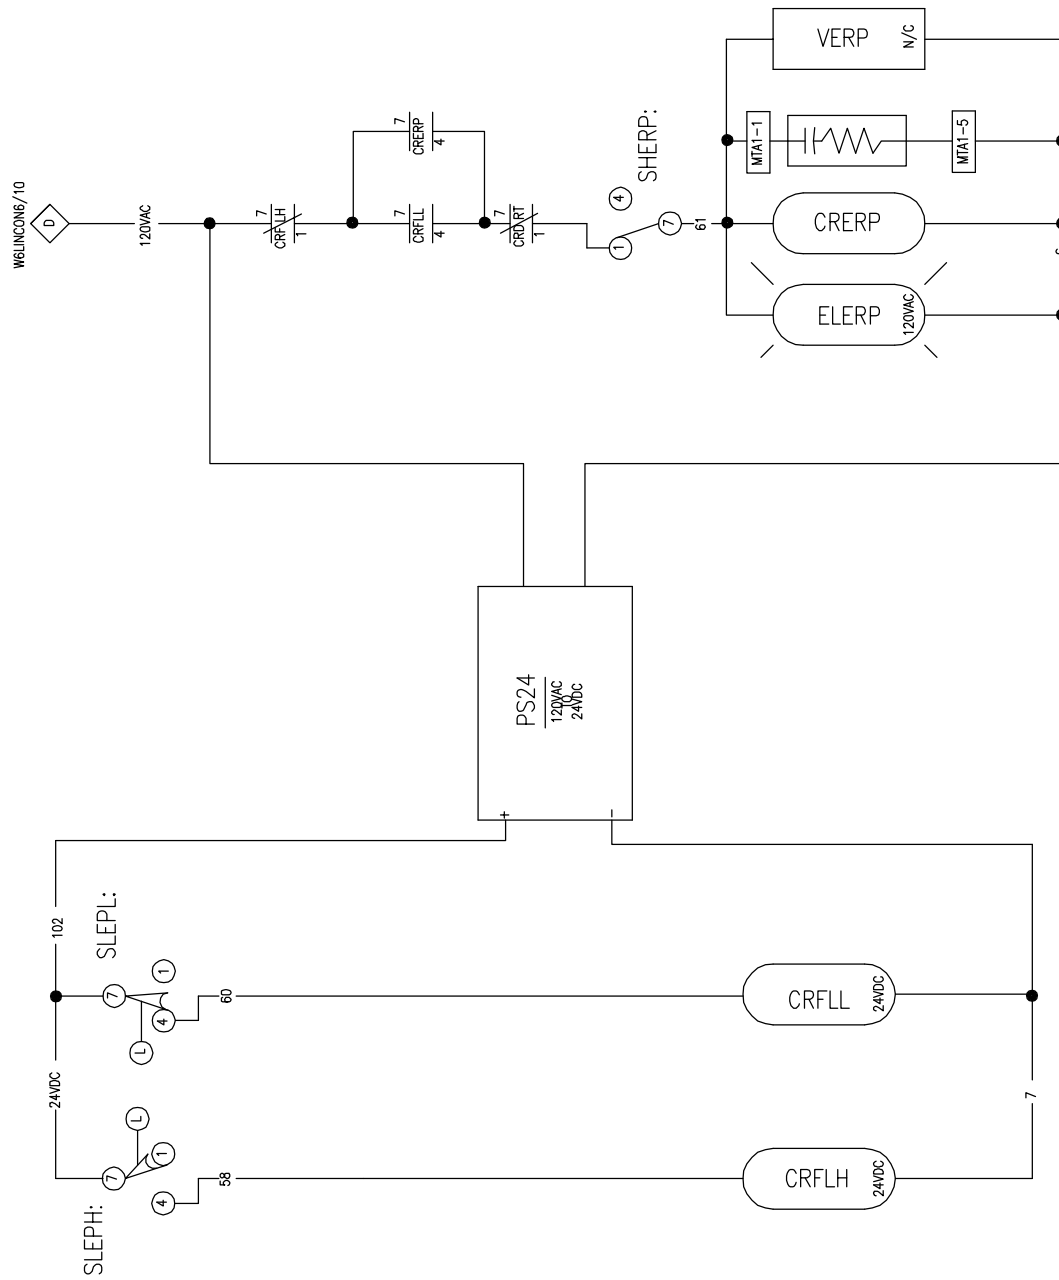 W6LINCON6/10
D
120VAC
7
CRFLH
1
7
CRERP
4
7
CRFLL
4
7
CRDLRT
1
1
4
7
SHERP:
61
VERP
N/C
MTA1-1
MTA1-5
CRERP
ELERP
120VAC
PS24
120VAC
TO
24VDC
+
-
102
24VDC
SLEPL:
7
1
4
L
60
CRFLL
24VDC
SLEPH:
7
1
4
L
58
CRFLH
24VDC
7